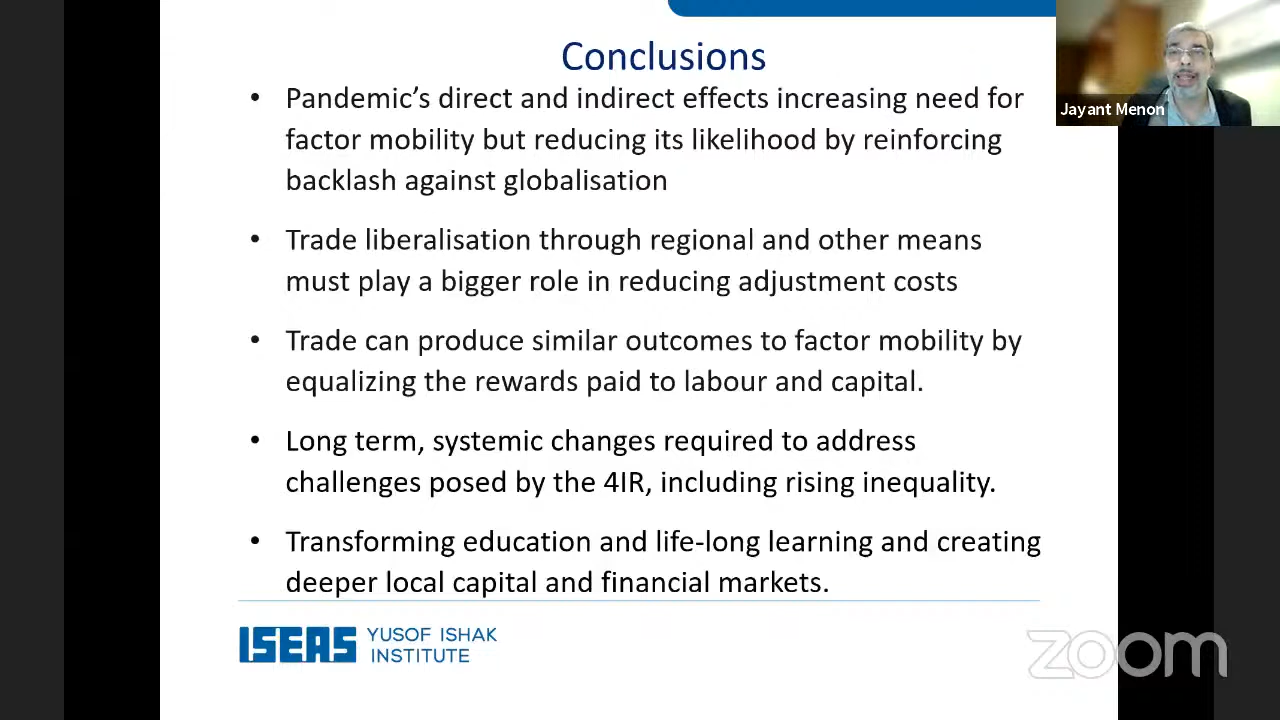 Conclusions
• Pandemic’s direct and indirect effects increasing need for
factor mobility but reducing its likelihood by reinforcing
backlash against globalisation
• Trade liberalisation through regional and other means
must play a bigger role in reducing adjustment costs
• Trade can produce similar outcomes to factor mobility by
equalizing the rewards paid to labour and capital.
• Long term, systemic changes required to address
challenges posed by the 4IR, including rising inequality.
• Transforming education and life-long learning and creating
deeper local capital and financial markets.
ISEAS YUSOF ISHAK
INSTITUTE
Jayant Menon
zoom